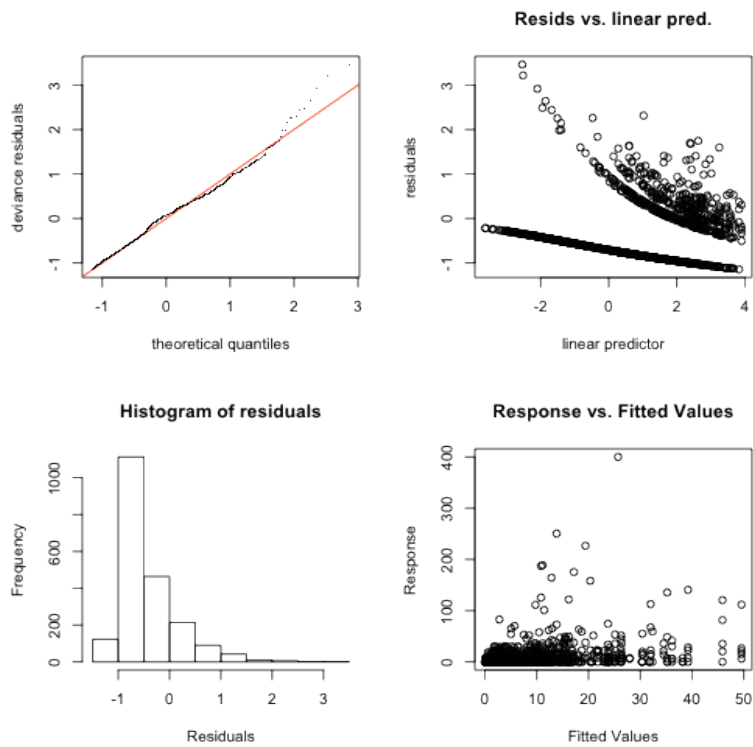 deviance residuals
3
2
1
0
-1
-1 0 1 2 3
theoretical quantiles
Resids vs. linear pred.
residuals
3
2
1
0
-1
-2 0 2 4
linear predictor
Histogram of residuals
Frequency
1000
600
200
0
-1 0 1 2 3
Residuals
Response vs. Fitted Values
Response
400
300
200
100
0
0 10 20 30 40 50
Fitted Values